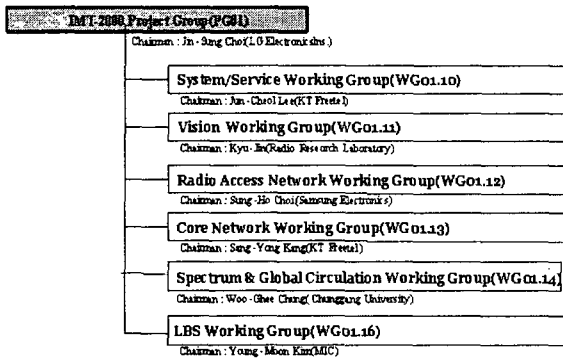 IMT-2000 Project Group(PG01)
Chairman : Jin-Sung Choi(LG Electronics Inc.)
System/Service Working Group(WG01.10)
Chairman : Jun-Cheol Lee(KT Freetel)
Vision Working Group(WG01.11)
Chairman : Kyu-Jin(Radio Research Laboratory)
Radio Access Network Working Group(WG01.12)
Chairman : Sung-Ho Choi(Samsung Electronics)
Core Network Working Group(WG01.13)
Chairman : Sang-Yong Kang(KT Freetel)
Spectrum & Global Circulation Working Group(WG01.14)
Chairman : Woo-Ghee Chung( Chunggang University)
LBS Working Group(WG01.16)
Chairman : Young-Moon Kim(MIC)